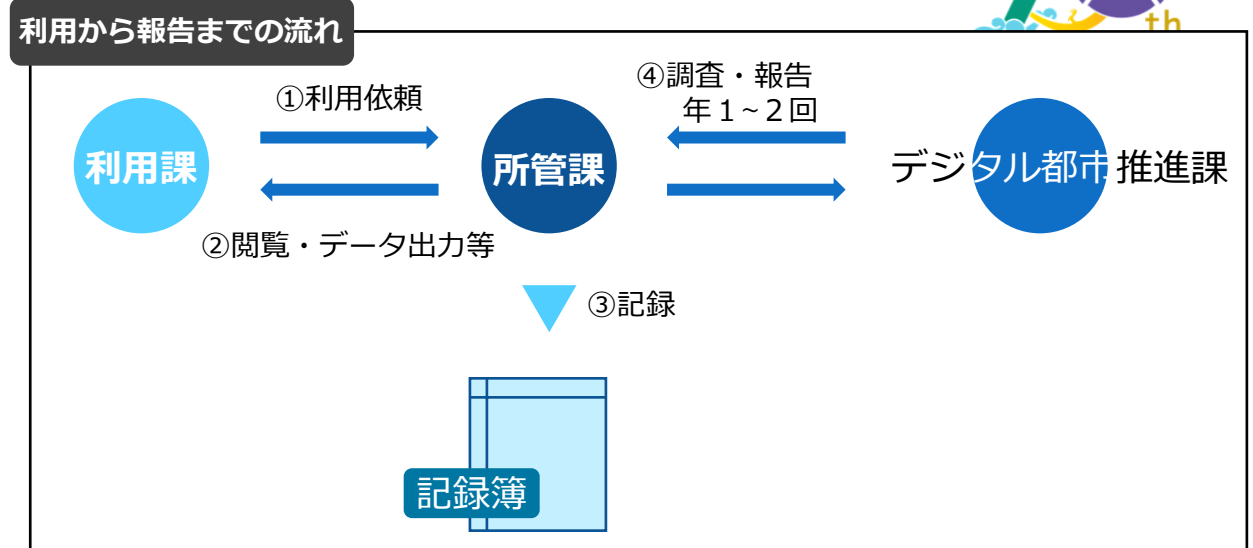 th
利用から報告までの流れ
①利用依頼
④調査・報告
年１~２回
利用課
所管課
デジタル都市推進課
②閲覧・データ出力等
③記録
記録簿